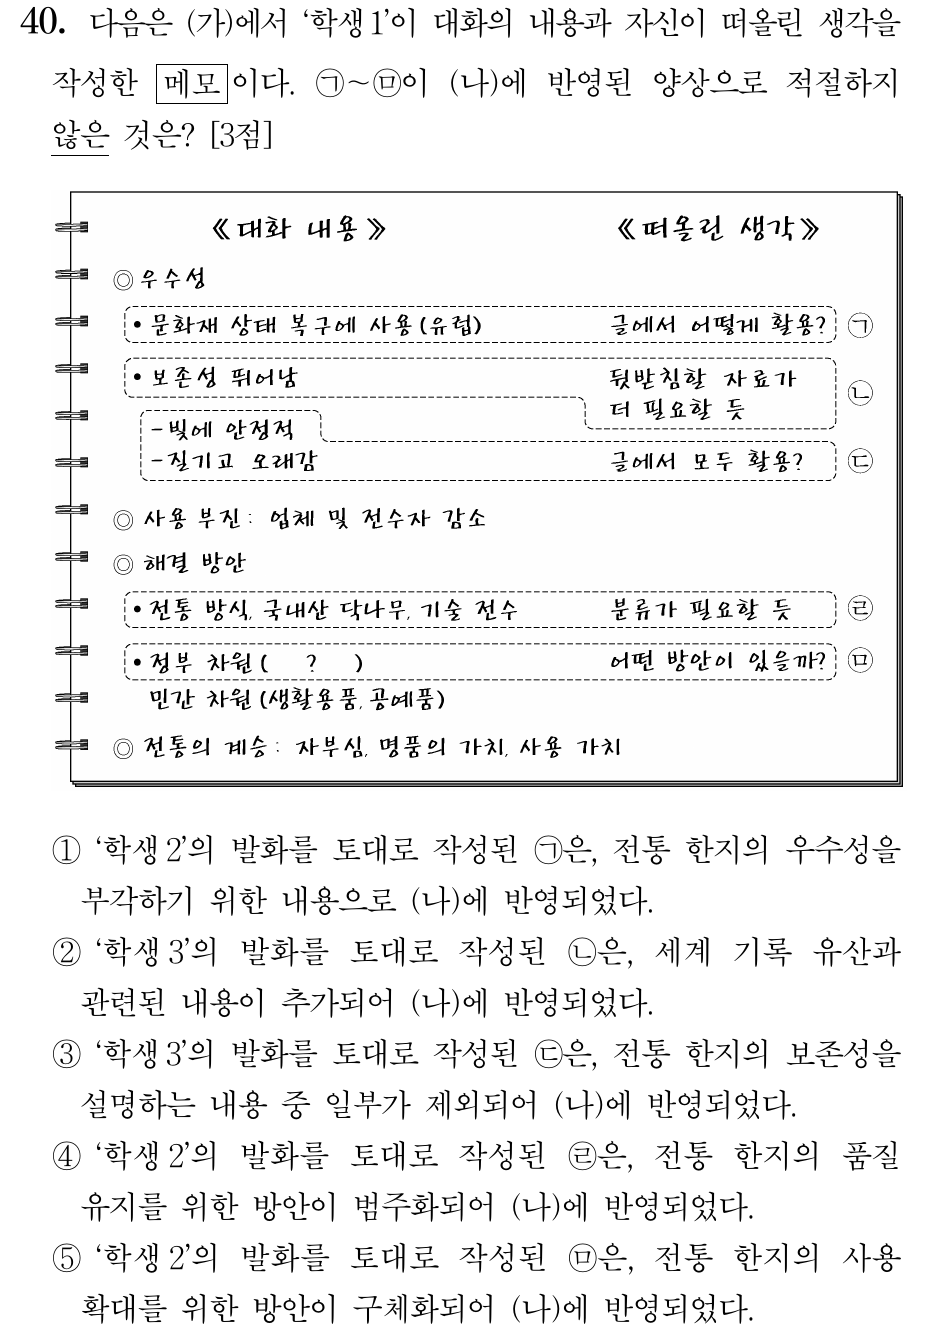 40. 다음은 (가)에서 ‘학생 1’이 대화의 내용과 자신이 떠올린 생각을
작성한 메모이다. ㉠~㉤이 (나)에 반영된 양상으로 적절하지
않은 것은? [3점]
《대화 내용》 《떠올린 생각》
◎ 우수성
• 문화재 상태 복구에 사용(유럽) 글에서 어떻게 활용? ㉠
• 보존성 뛰어남 뒷받침할 자료가
더 필요할 듯 ㉡
- 빛에 안정적
- 질기고 오래감 글에서 모두 활용? ㉢
◎ 사용 부진: 업체 및 전수자 감소
◎ 해결 방안
• 전통 방식, 국내산 닥나무, 기술 전수 분류가 필요할 듯 ㉣
• 정부 차원( ? ) 어떤 방안이 있을까? ㉤
민간 차원(생활용품, 공예품)
◎ 전통의 계승: 자부심, 명품의 가치, 사용 가치
① ‘학생 2’의 발화를 토대로 작성된 ㉠은, 전통 한지의 우수성을
부각하기 위한 내용으로 (나)에 반영되었다.
② ‘학생 3’의 발화를 토대로 작성된 ㉡은, 세계 기록 유산과
관련된 내용이 추가되어 (나)에 반영되었다.
③ ‘학생 3’의 발화를 토대로 작성된 ㉢은, 전통 한지의 보존성을
설명하는 내용 중 일부가 제외되어 (나)에 반영되었다.
④ ‘학생 2’의 발화를 토대로 작성된 ㉣은, 전통 한지의 품질
유지를 위한 방안이 범주화되어 (나)에 반영되었다.
⑤ ‘학생 2’의 발화를 토대로 작성된 ㉤은, 전통 한지의 사용
확대를 위한 방안이 구체화되어 (나)에 반영되었다.